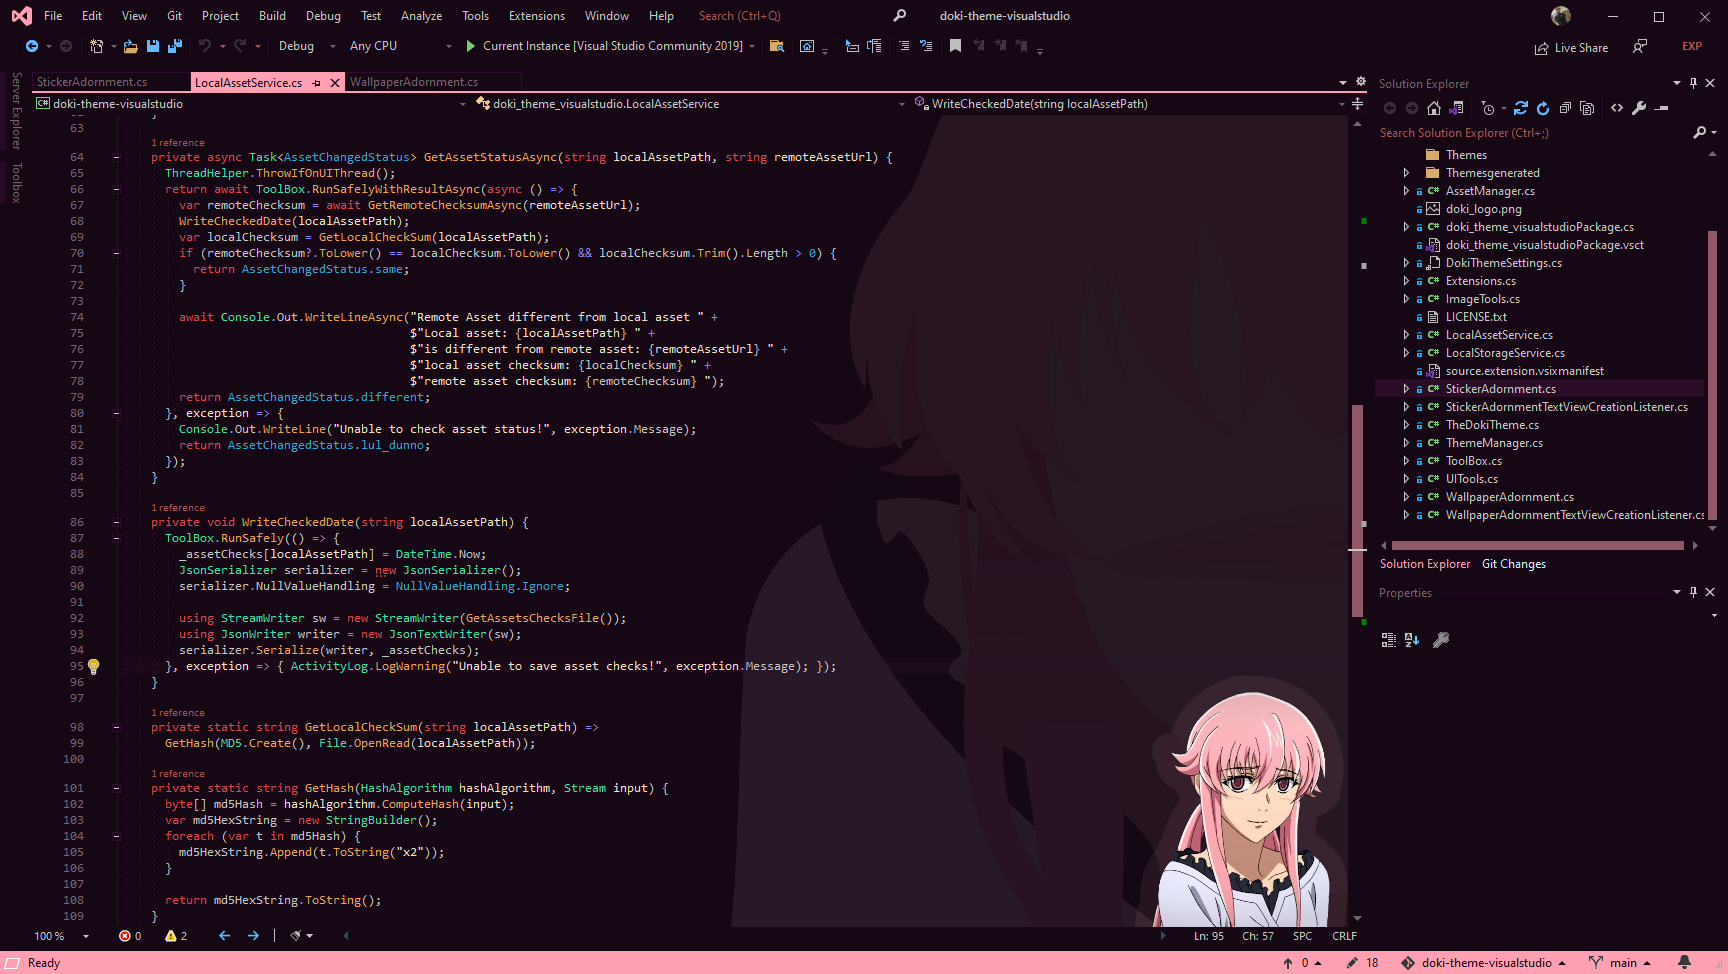 File Edit View Git Project Build Debug Test Analyze Tools Extensions Window Help Search (Ctrl+Q) doki-theme-visualstudio
Debug Any CPU Current Instance [Visual Studio Community 2019] Live Share EXP
Server Explorer
Toolbox
StickerAdornment.cs LocalAssetService.cs WallpaperAdornment.cs
doki-theme-visualstudio doki_theme_visualstudio.LocalAssetService WriteCheckedDate(string localAssetPath)
63
1 reference
64 private async Task<AssetChangedStatus> GetAssetStatusAsync(string localAssetPath, string remoteAssetUrl) {
65 ThreadHelper.ThrowIfOnUIThread();
66 return await ToolBox.RunSafelyWithResultAsync(async () => {
67 var remoteChecksum = await GetRemoteChecksumAsync(remoteAssetUrl);
68 WriteCheckedDate(localAssetPath);
69 var localChecksum = GetLocalCheckSum(localAssetPath);
70 if (remoteChecksum?.ToLower() == localChecksum.ToLower() && localChecksum.Trim().Length > 0) {
71 return AssetChangedStatus.same;
72 }
73
74 await Console.Out.WriteLineAsync("Remote Asset different from local asset " +
75 $"Local asset: {localAssetPath} " +
76 $"is different from remote asset: {remoteAssetUrl} " +
77 $"local asset checksum: {localChecksum} " +
78 $"remote asset checksum: {remoteChecksum} ");
79 return AssetChangedStatus.different;
80 }, exception => {
81 Console.Out.WriteLine("Unable to check asset status!", exception.Message);
82 return AssetChangedStatus.lul_dunno;
83 });
84 }
85
1 reference
86 private void WriteCheckedDate(string localAssetPath) {
87 ToolBox.RunSafely(() => {
88 _assetChecks[localAssetPath] = DateTime.Now;
89 JsonSerializer serializer = new JsonSerializer();
90 serializer.NullValueHandling = NullValueHandling.Ignore;
91
92 using StreamWriter sw = new StreamWriter(GetAssetsChecksFile());
93 using JsonWriter writer = new JsonTextWriter(sw);
94 serializer.Serialize(writer, _assetChecks);
95 }, exception => { ActivityLog.LogWarning("Unable to save asset checks!", exception.Message); });
96 }
97
1 reference
98 private static string GetLocalCheckSum(string localAssetPath) =>
99 GetHash(MD5.Create(), File.OpenRead(localAssetPath));
100
1 reference
101 private static string GetHash(HashAlgorithm hashAlgorithm, Stream input) {
102 byte[] md5Hash = hashAlgorithm.ComputeHash(input);
103 var md5HexString = new StringBuilder();
104 foreach (var t in md5Hash) {
105 md5HexString.Append(t.ToString("x2"));
106 }
107
108 return md5HexString.ToString();
109 }
100 % 0 2 Ln: 95 Ch: 57 SPC CRLF
Solution Explorer
Search Solution Explorer (Ctrl+;)
Themes
Themesgenerated
C# AssetManager.cs
doki_logo.png
C# doki_theme_visualstudioPackage.cs
doki_theme_visualstudioPackage.vsct
DokiThemeSettings.cs
C# Extensions.cs
C# ImageTools.cs
LICENSE.txt
C# LocalAssetService.cs
C# LocalStorageService.cs
source.extension.vsixmanifest
C# StickerAdornment.cs
C# StickerAdornmentTextViewCreationListener.cs
C# TheDokiTheme.cs
C# ThemeManager.cs
C# ToolBox.cs
C# UITools.cs
C# WallpaperAdornment.cs
C# WallpaperAdornmentTextViewCreationListener.cs
Solution Explorer Git Changes
Properties
Ready 0 18 doki-theme-visualstudio main